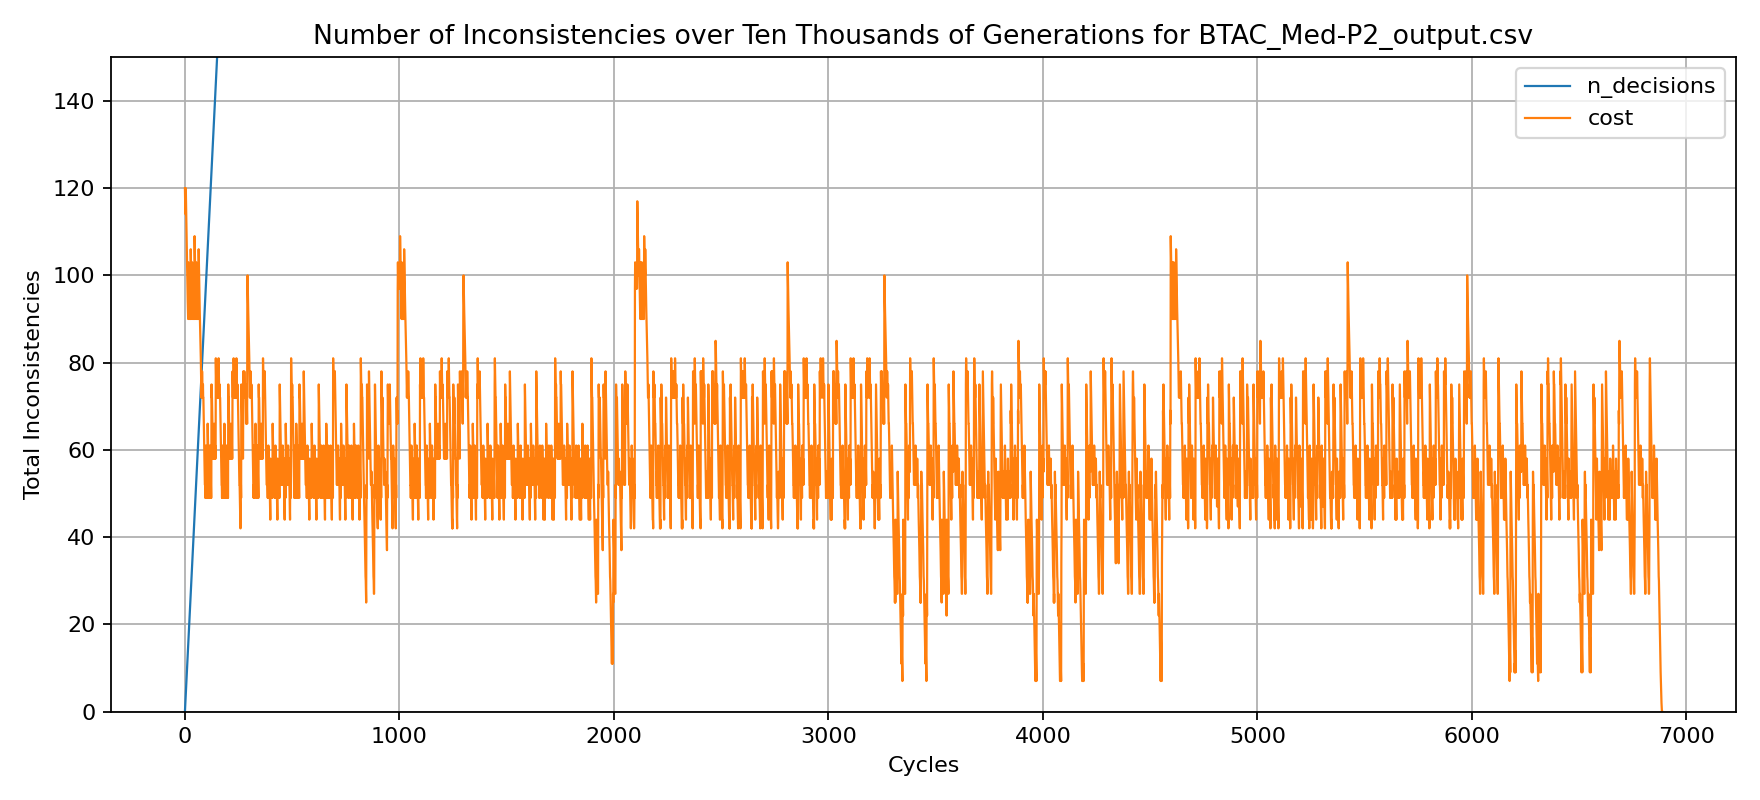 Number of Inconsistencies over Ten Thousands of Generations for BTAC_Med-P2_output.csv
n_decisions
cost
Total Inconsistencies
140
120
100
80
60
40
20
0
0 1000 2000 3000 4000 5000 6000 7000
Cycles